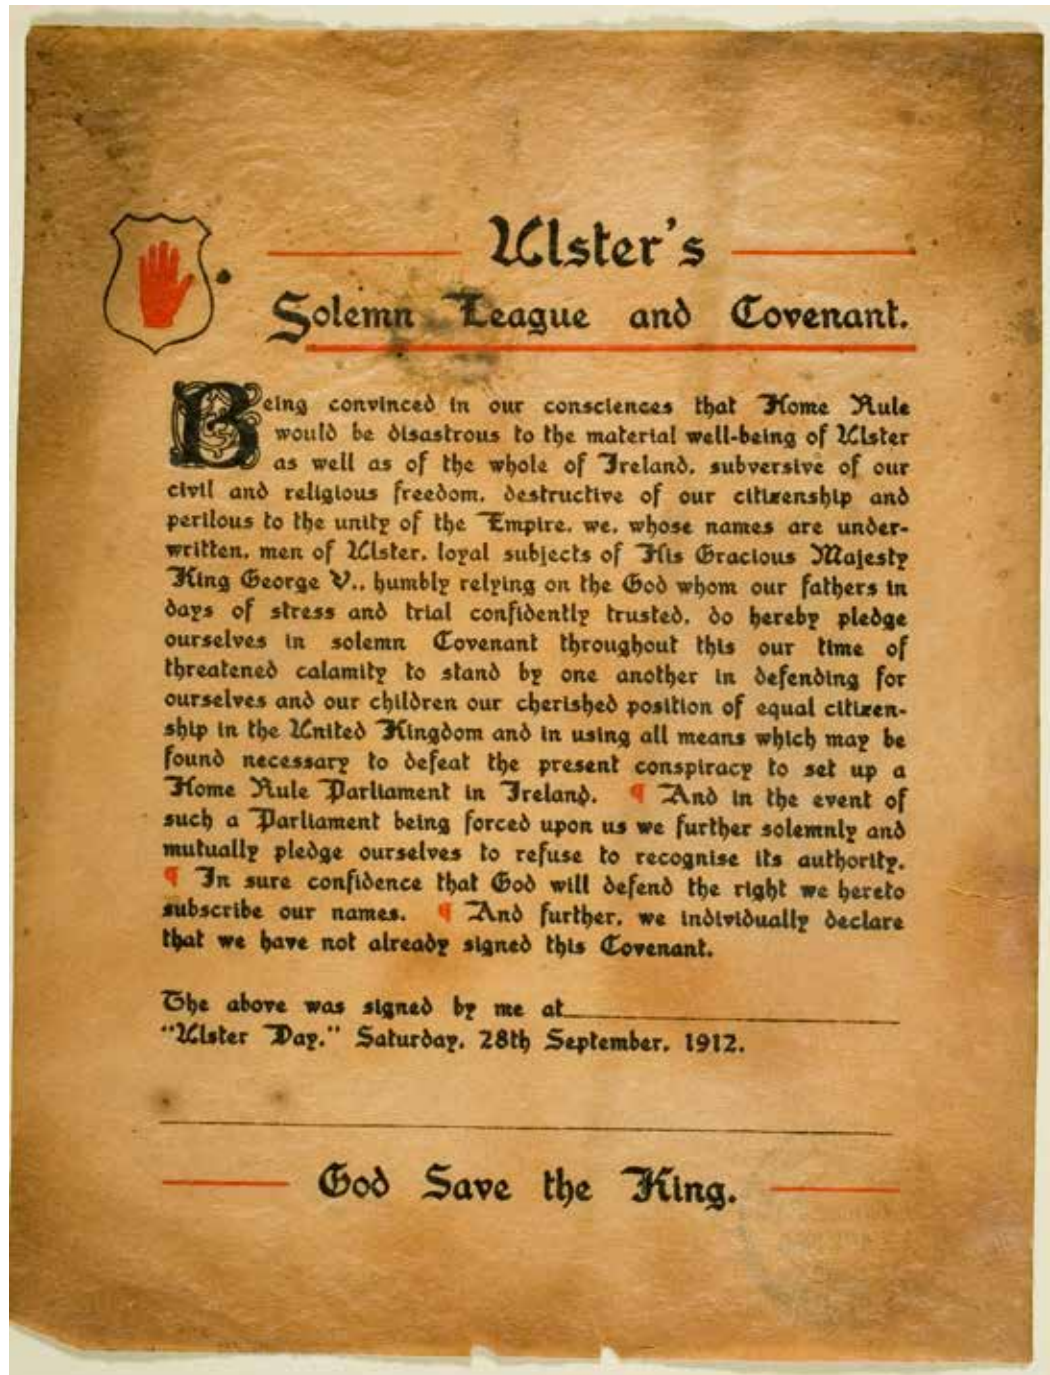 Ulster's
Solemn League and Covenant.
Being convinced in our consciences that Home Rule
would be disastrous to the material well-being of Ulster
as well as of the whole of Ireland, subversive of our
civil and religious freedom, destructive of our citizenship and
perilous to the unity of the Empire, we, whose names are under-
written, men of Ulster, loyal subjects of His Gracious Majesty
King George V., humbly relying on the God whom our fathers in
days of stress and trial confidently trusted, do hereby pledge
ourselves in solemn Covenant throughout this our time of
threatened calamity to stand by one another in defending for
ourselves and our children our cherished position of equal citizen-
ship in the United Kingdom and in using all means which may be
found necessary to defeat the present conspiracy to set up a
Home Rule Parliament in Ireland. ¶ And in the event of
such a Parliament being forced upon us we further solemnly and
mutually pledge ourselves to refuse to recognise its authority.
¶ In sure confidence that God will defend the right we hereto
subscribe our names. ¶ And further, we individually declare
that we have not already signed this Covenant.
The above was signed by me at
"Ulster Day," Saturday, 28th September, 1912.
God Save the King.